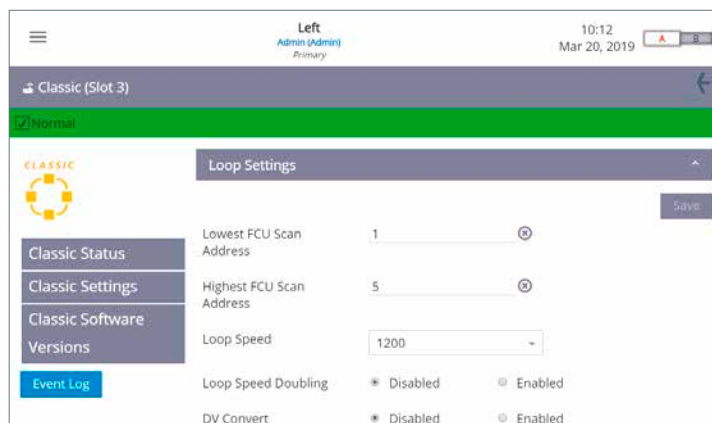 Left
Admin (Admin)
Primary
10:12
Mar 20, 2019
A
B
Classic (Slot 3)
Normal
CLASSIC
Classic Status
Classic Settings
Classic Software
Versions
Event Log
Loop Settings
Save
Lowest FCU Scan
Address
1
Highest FCU Scan
Address
5
Loop Speed
1200
Loop Speed Doubling
Disabled
Enabled
DV Convert
Disabled
Enabled